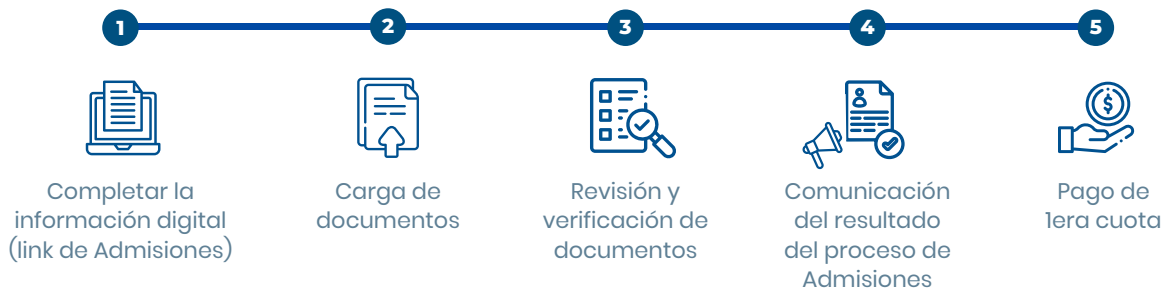 1
2
3
4
5
Completar la
información digital
(link de Admisiones)
Carga de
documentos
Revisión y
verificación de
documentos
Comunicación
del resultado
del proceso de
Admisiones
$
Pago de
1era cuota